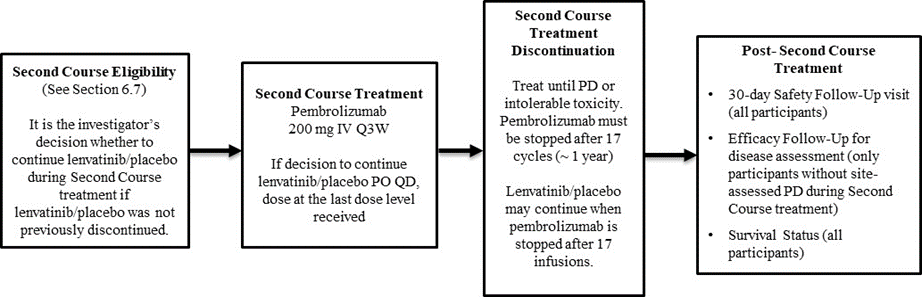 Second Course Eligibility
(See Section 6.7)
It is the investigator's
decision whether to
continue lenvatinib/placebo
during Second Course
treatment if
lenvatinib/placebo was not
previously discontinued.
Second Course Treatment
Pembrolizumab
200 mg IV Q3W
If decision to continue
lenvatinib/placebo PO QD,
dose at the last dose level
received
Second Course
Treatment
Discontinuation
Treat until PD or
intolerable toxicity.
Pembrolizumab must
be stopped after 17
cycles (~ 1 year)
Lenvatinib/placebo
may continue when
pembrolizumab is
stopped after 17
infusions.
Post- Second Course
Treatment
• 30-day Safety Follow-Up visit
(all participants)
• Efficacy Follow-Up for
disease assessment (only
participants without site-
assessed PD during Second
Course treatment)
• Survival Status (all
participants)